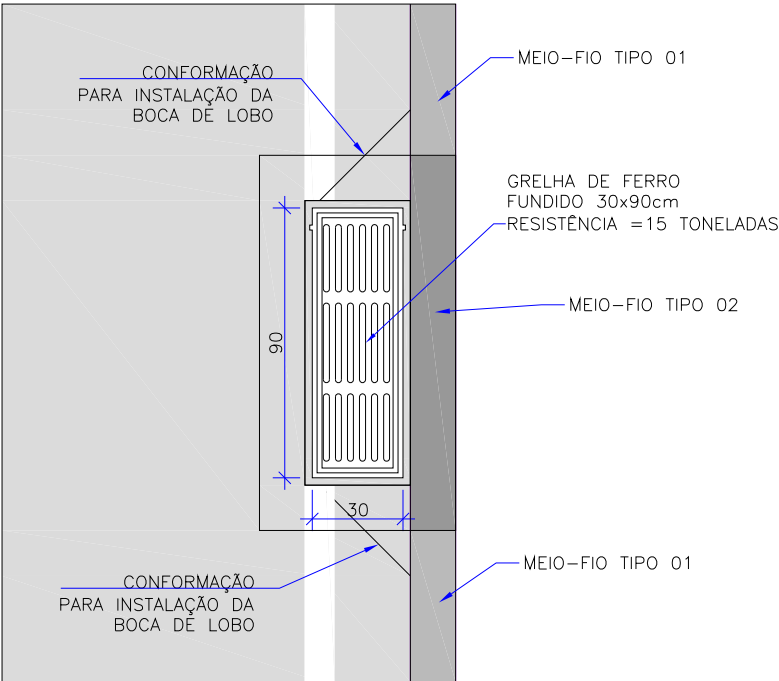 MEIO-FIO TIPO 01
CONFORMAÇÃO
PARA INSTALAÇÃO DA
BOCA DE LOBO
GRELHA DE FERRO
FUNDIDO 30x90cm
RESISTÊNCIA =15 TONELADAS
MEIO-FIO TIPO 02
90
30
MEIO-FIO TIPO 01
CONFORMAÇÃO
PARA INSTALAÇÃO DA
BOCA DE LOBO